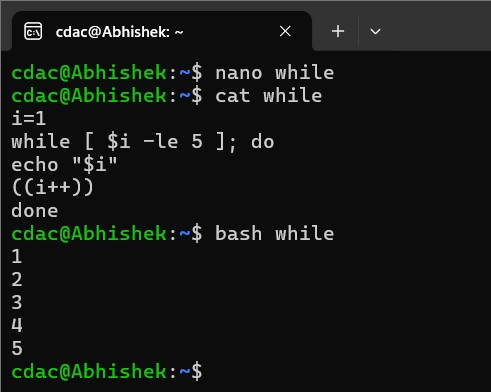 cdac@Abhishek: ~
cdac@Abhishek:~$ nano while
cdac@Abhishek:~$ cat while
i=1
while [ $i -le 5 ]; do
echo "$i"
((i++))
done
cdac@Abhishek:~$ bash while
1
2
3
4
5
cdac@Abhishek:~$